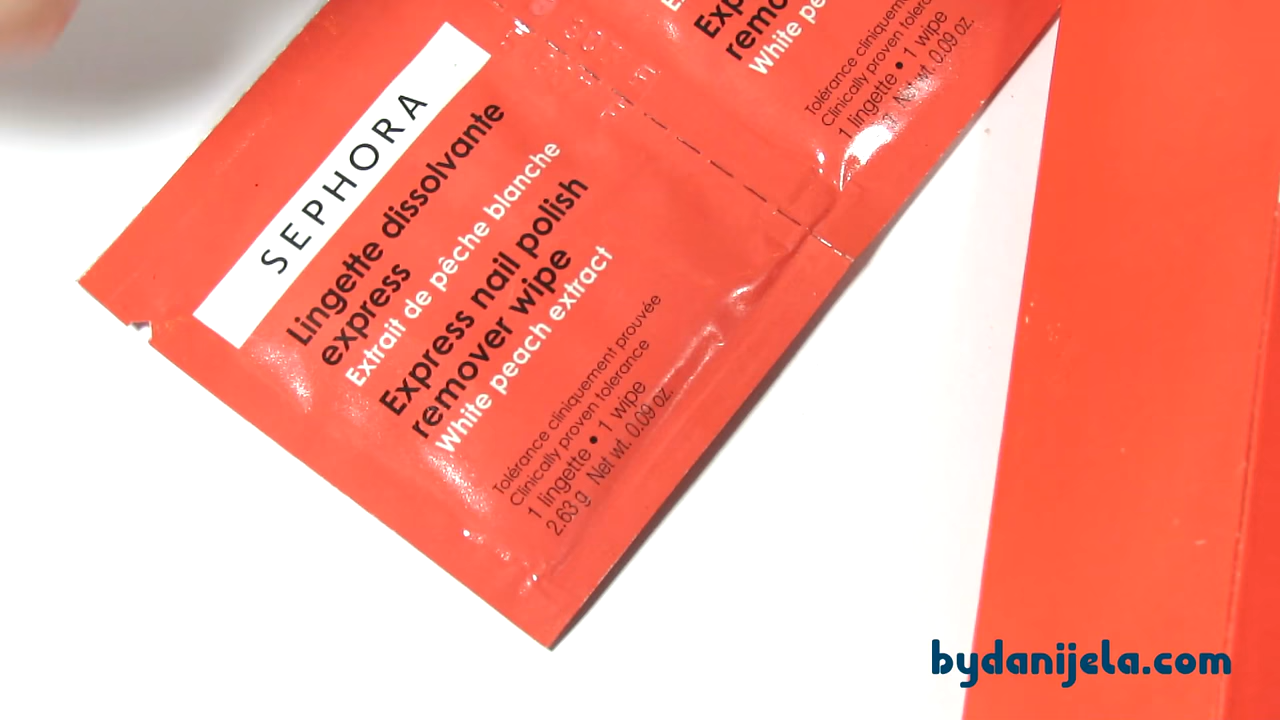 SEPHORA
Lingette dissolvante
express
Extrait de pêche blanche
Express nail polish
remover wipe
White peach extract
Tolérance cliniquement prouvée
Clinically proven tolerance
1 lingette • 1 wipe
2.63 g Net wt. 0.09 oz.
remo
White pe
Tolérance cliniquement
Clinically proven
1 lingette • 1 wipe
Net wt. 0.09 oz.
bydanijela.com